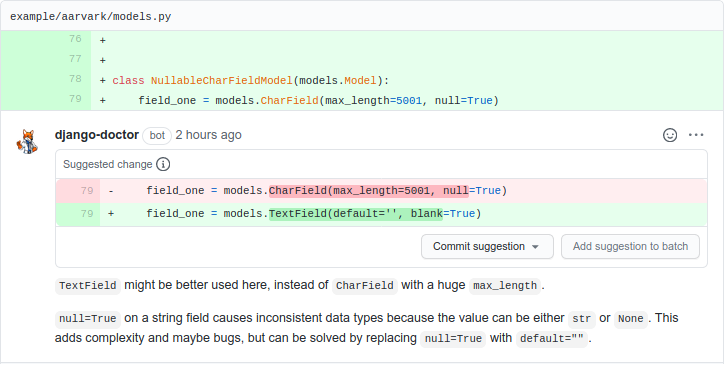 example/aarvark/models.py
76 +
77 +
78 + class NullableCharFieldModel(models.Model):
79 +     field_one = models.CharField(max_length=5001, null=True)
django-doctor bot 2 hours ago
Suggested change
79 -     field_one = models.CharField(max_length=5001, null=True)
79 +     field_one = models.TextField(default='', blank=True)
Commit suggestion Add suggestion to batch
TextField might be better used here, instead of CharField with a huge max_length.
null=True on a string field causes inconsistent data types because the value can be either str or None. This
adds complexity and maybe bugs, but can be solved by replacing null=True with default="".